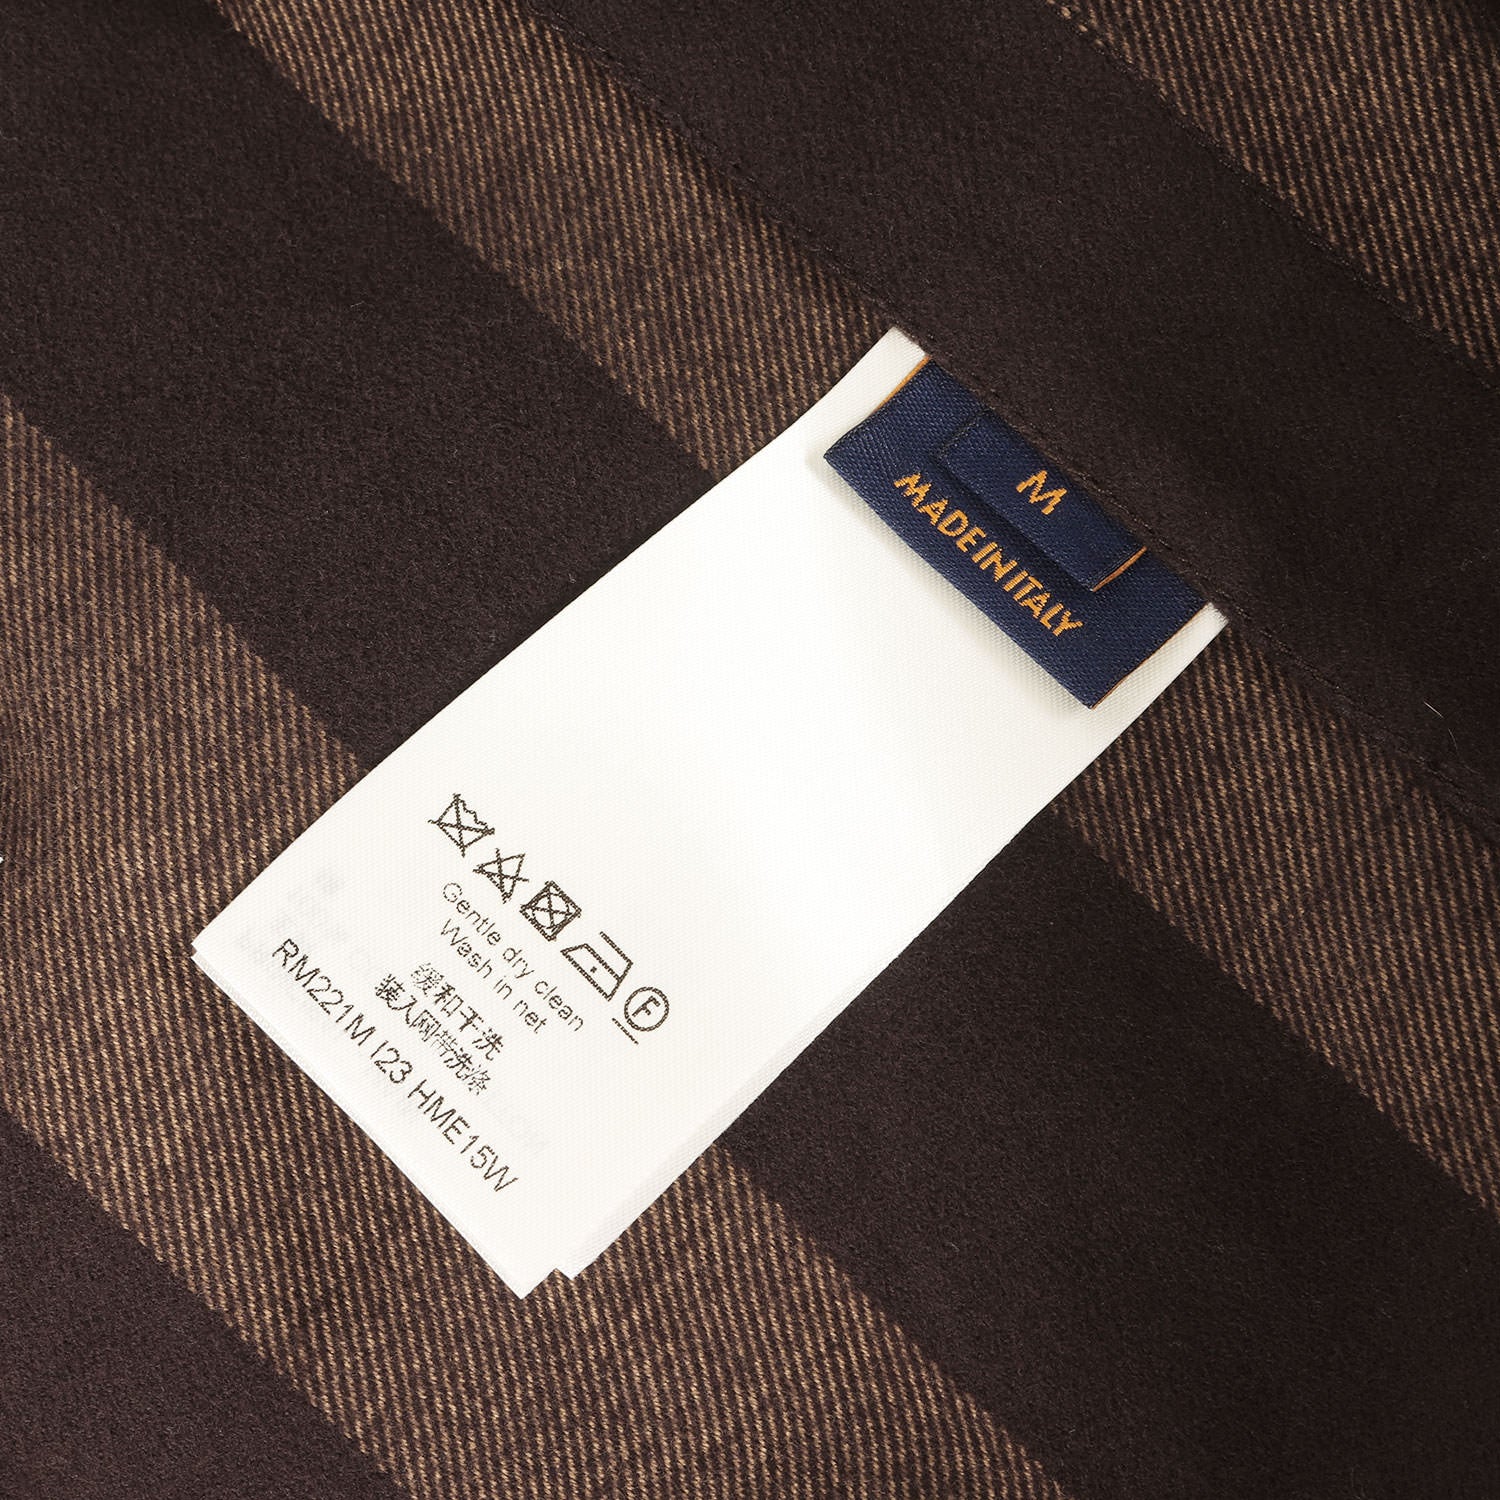 M
MADE IN ITALY
F
Gentle dry clean
Wash in net
缓和干洗
装入网带洗涤
RM221M I23 HME15W